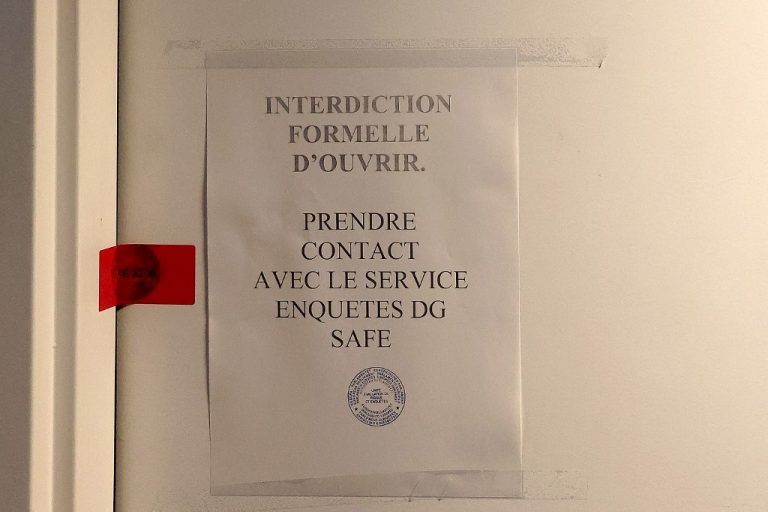 INTERDICTION
FORMELLE
D'OUVRIR.
PRENDRE
CONTACT
AVEC LE SERVICE
ENQUETES DG
SAFE